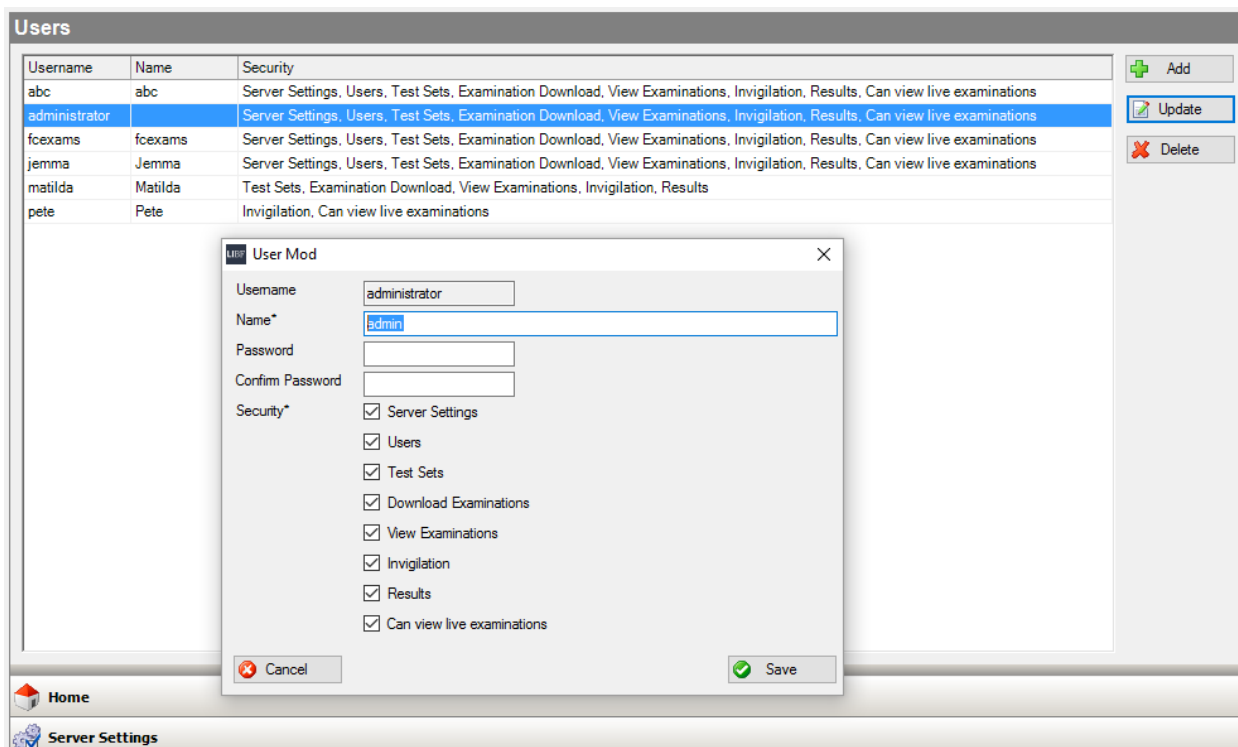 Users
Username Name Security
abc abc Server Settings, Users, Test Sets, Examination Download, View Examinations, Invigilation, Results, Can view live examinations
administrator Server Settings, Users, Test Sets, Examination Download, View Examinations, Invigilation, Results, Can view live examinations
fcexams fcexams Server Settings, Users, Test Sets, Examination Download, View Examinations, Invigilation, Results, Can view live examinations
jemma Jemma Server Settings, Users, Test Sets, Examination Download, View Examinations, Invigilation, Results, Can view live examinations
matilda Matilda Test Sets, Examination Download, View Examinations, Invigilation, Results
pete Pete Invigilation, Can view live examinations
Add
Update
Delete
LIBF User Mod
Username administrator
Name* admin
Password
Confirm Password
Security* Server Settings
Users
Test Sets
Download Examinations
View Examinations
Invigilation
Results
Can view live examinations
Cancel Save
Home
Server Settings